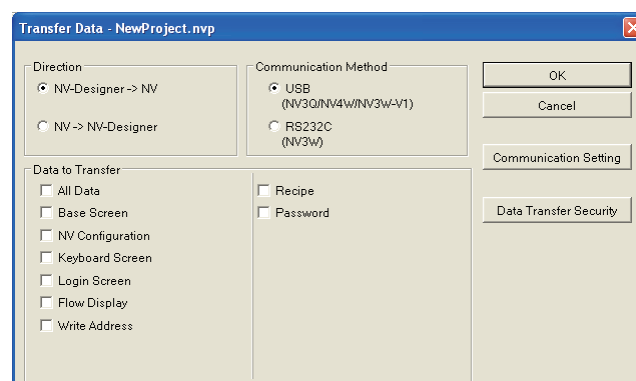 Transfer Data - NewProject.nvp
Direction
NV-Designer -> NV
NV -> NV-Designer
Communication Method
USB
(NV3Q/NV4W/NV3W-V1)
RS232C
(NV3W)
OK
Cancel
Communication Setting
Data Transfer Security
Data to Transfer
All Data
Base Screen
NV Configuration
Keyboard Screen
Login Screen
Flow Display
Write Address
Recipe
Password